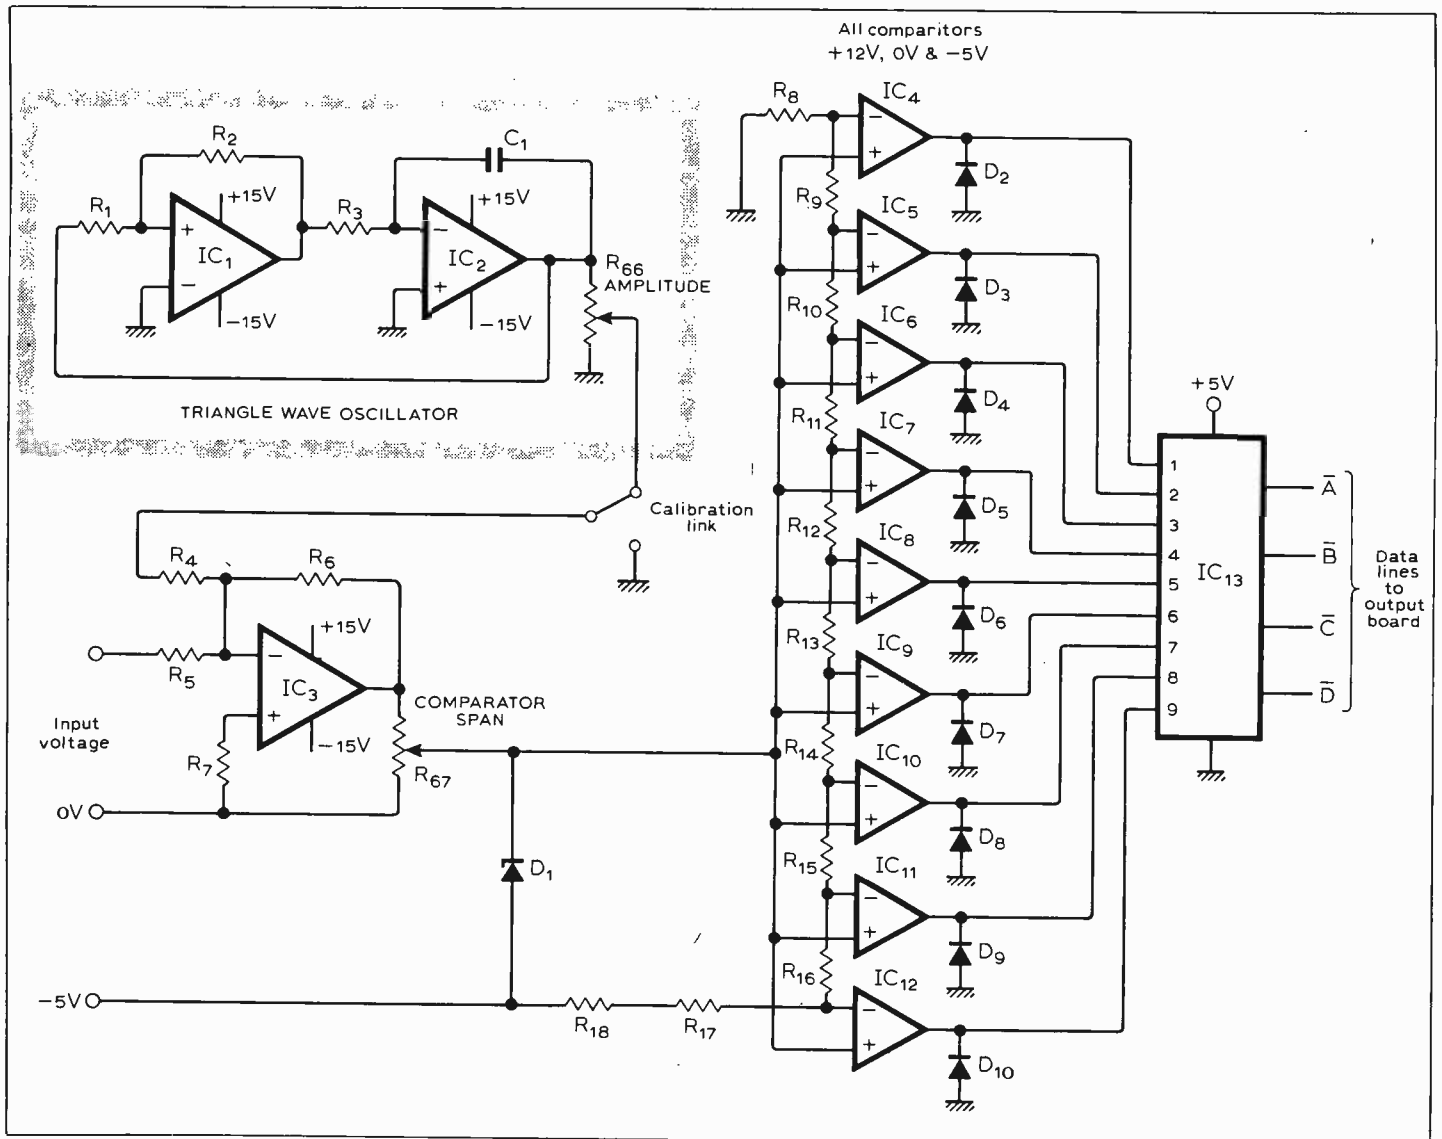 All comparitors
+12V, 0V & −5V
R8
IC4
D2
R9
IC5
D3
R10
IC6
D4
R11
IC7
D5
R12
IC8
D6
R13
IC9
D7
R14
IC10
D8
R15
IC11
D9
R16
IC12
D10
R2
C1
R1
+15V
IC1
−15V
R3
+15V
IC2
−15V
R66
AMPLITUDE
TRIANGLE WAVE OSCILLATOR
Calibration
link
R4
R6
R5
+15V
IC3
−15V
R7
Input
voltage
0V
COMPARATOR
SPAN
R67
D1
−5V
R18
R17
+5V
1
2
3
4
5
6
7
8
9
IC13
A̅
B̅
C̅
D̅
Data
lines
to
output
board